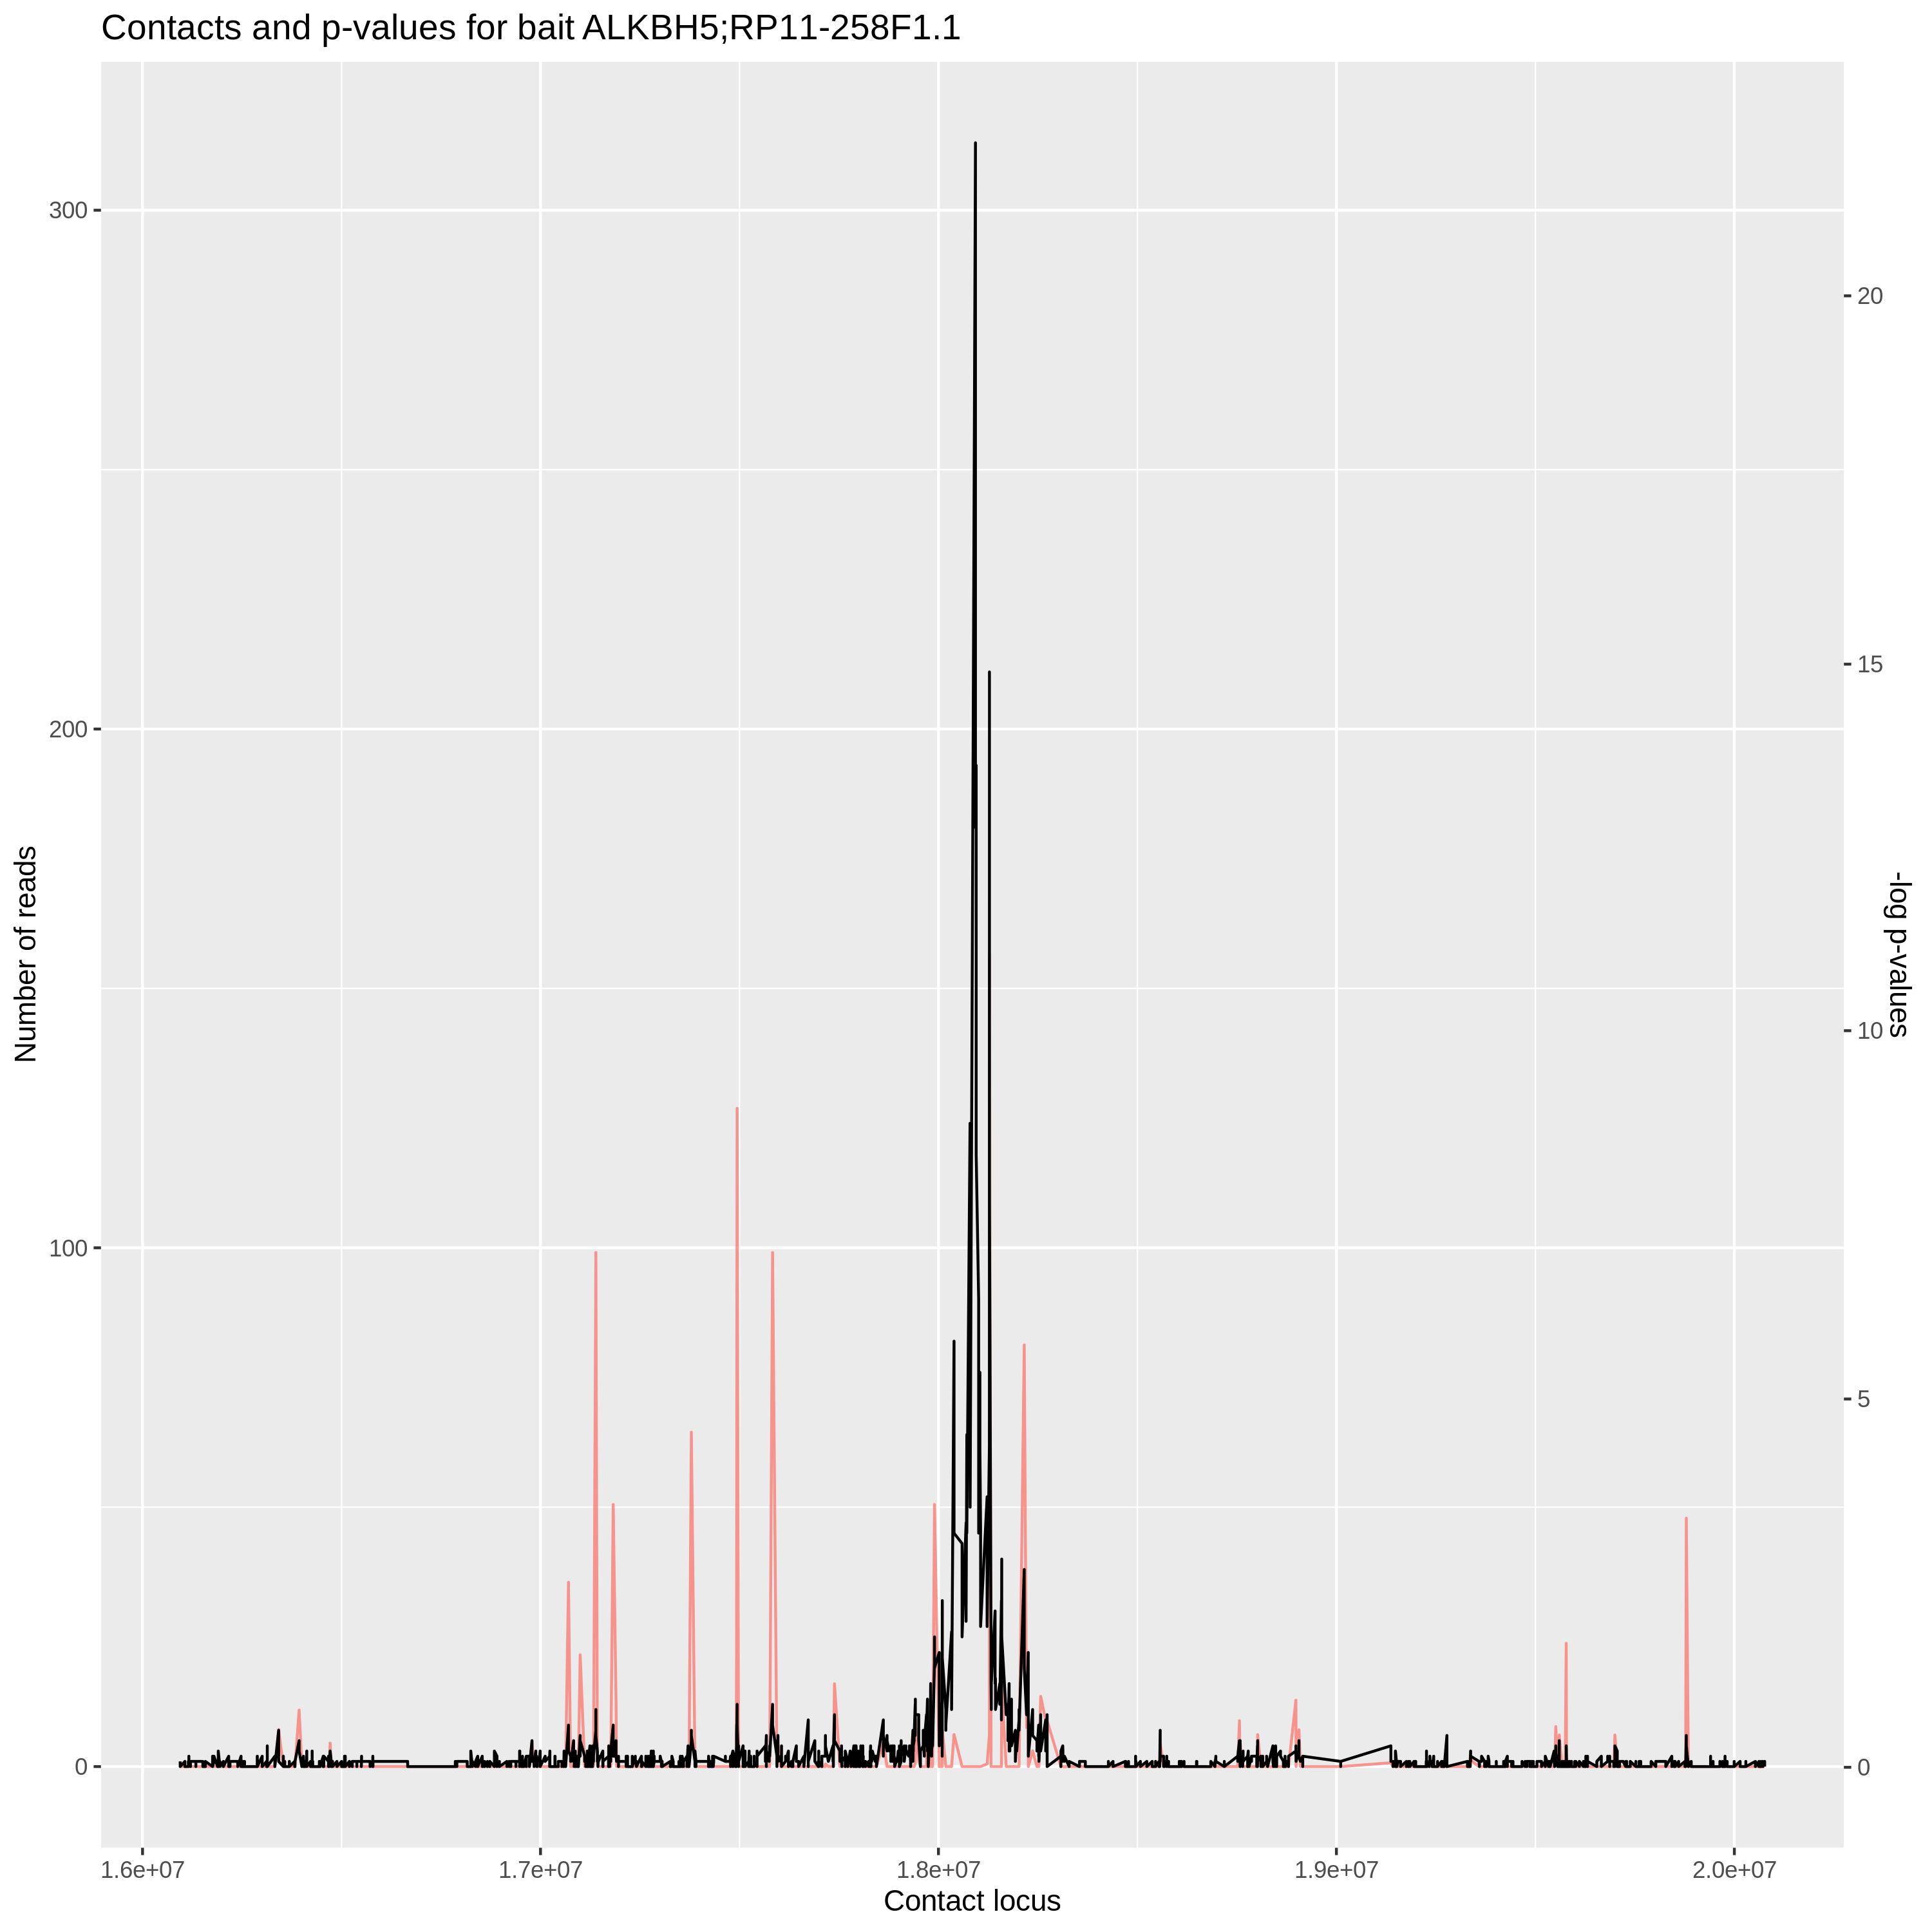 Contacts and p-values for bait ALKBH5;RP11-258F1.1
300
200
100
0
Number of reads
20
15
10
5
0
-log p-values
1.6e+07 1.7e+07 1.8e+07 1.9e+07 2.0e+07
Contact locus